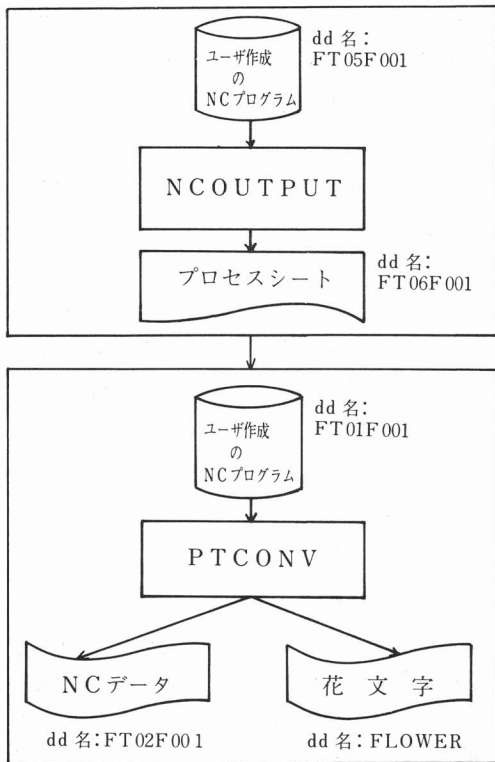 dd 名：
FT05F001
ユーザ作成
の
NCプログラム
NCOUTPUT
プロセスシート
dd 名：
FT06F001
dd 名：
FT01F001
ユーザ作成
の
NCプログラム
PTCONV
NCデータ
花文字
dd 名：FT02F001
dd 名：FLOWER